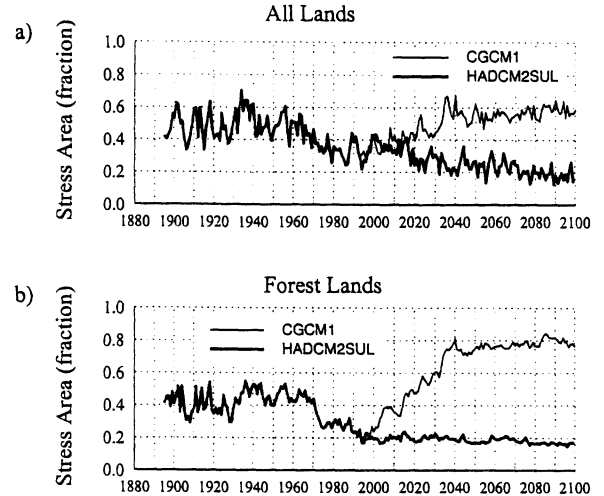 a)
All Lands
Stress Area (fraction)
1.0
0.8
0.6
0.4
0.2
0.0
CGCM1
HADCM2SUL
1880 1900 1920 1940 1960 1980 2000 2020 2040 2060 2080 2100
b)
Forest Lands
Stress Area (fraction)
1.0
0.8
0.6
0.4
0.2
0.0
CGCM1
HADCM2SUL
1880 1900 1920 1940 1960 1980 2000 2020 2040 2060 2080 2100